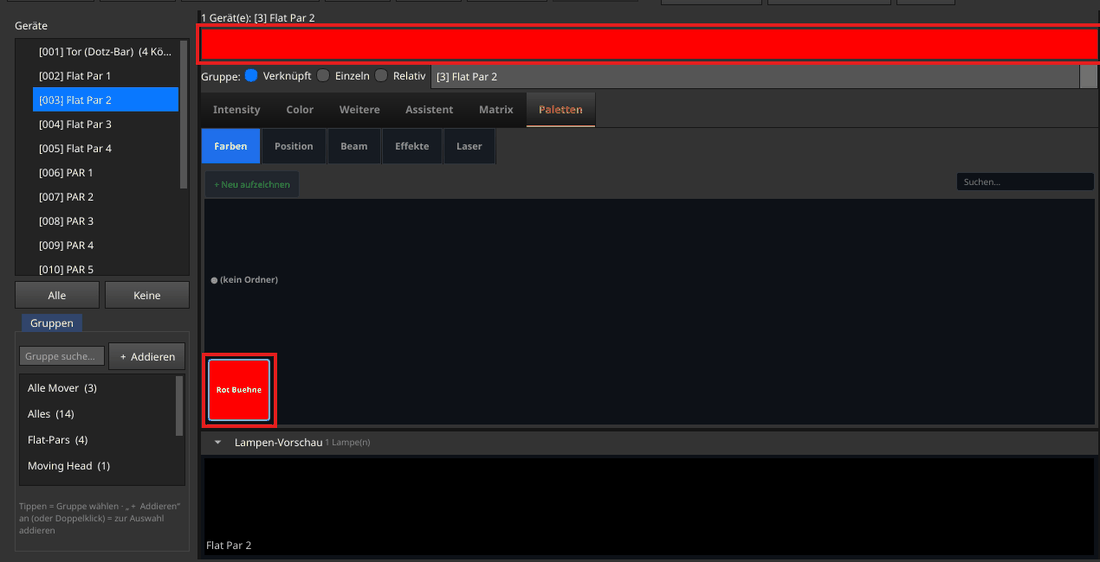 Geräte
[001] Tor (Dotz-Bar) (4 Kö...
[002] Flat Par 1
[003] Flat Par 2
[004] Flat Par 3
[005] Flat Par 4
[006] PAR 1
[007] PAR 2
[008] PAR 3
[009] PAR 4
[010] PAR 5
Alle Keine
Gruppen
Gruppe suche... + Addieren
Alle Mover (3)
Alles (14)
Flat-Pars (4)
Moving Head (1)
Tippen = Gruppe wählen · „ + Addieren"
an (oder Doppelklick) = zur Auswahl
addieren
1 Gerät(e): [3] Flat Par 2
Gruppe: Verknüpft Einzeln Relativ [3] Flat Par 2
Intensity Color Weitere Assistent Matrix Paletten
Farben Position Beam Effekte Laser
+ Neu aufzeichnen Suchen...
(kein Ordner)
Rot Buehne
Lampen-Vorschau 1 Lampe(n)
Flat Par 2